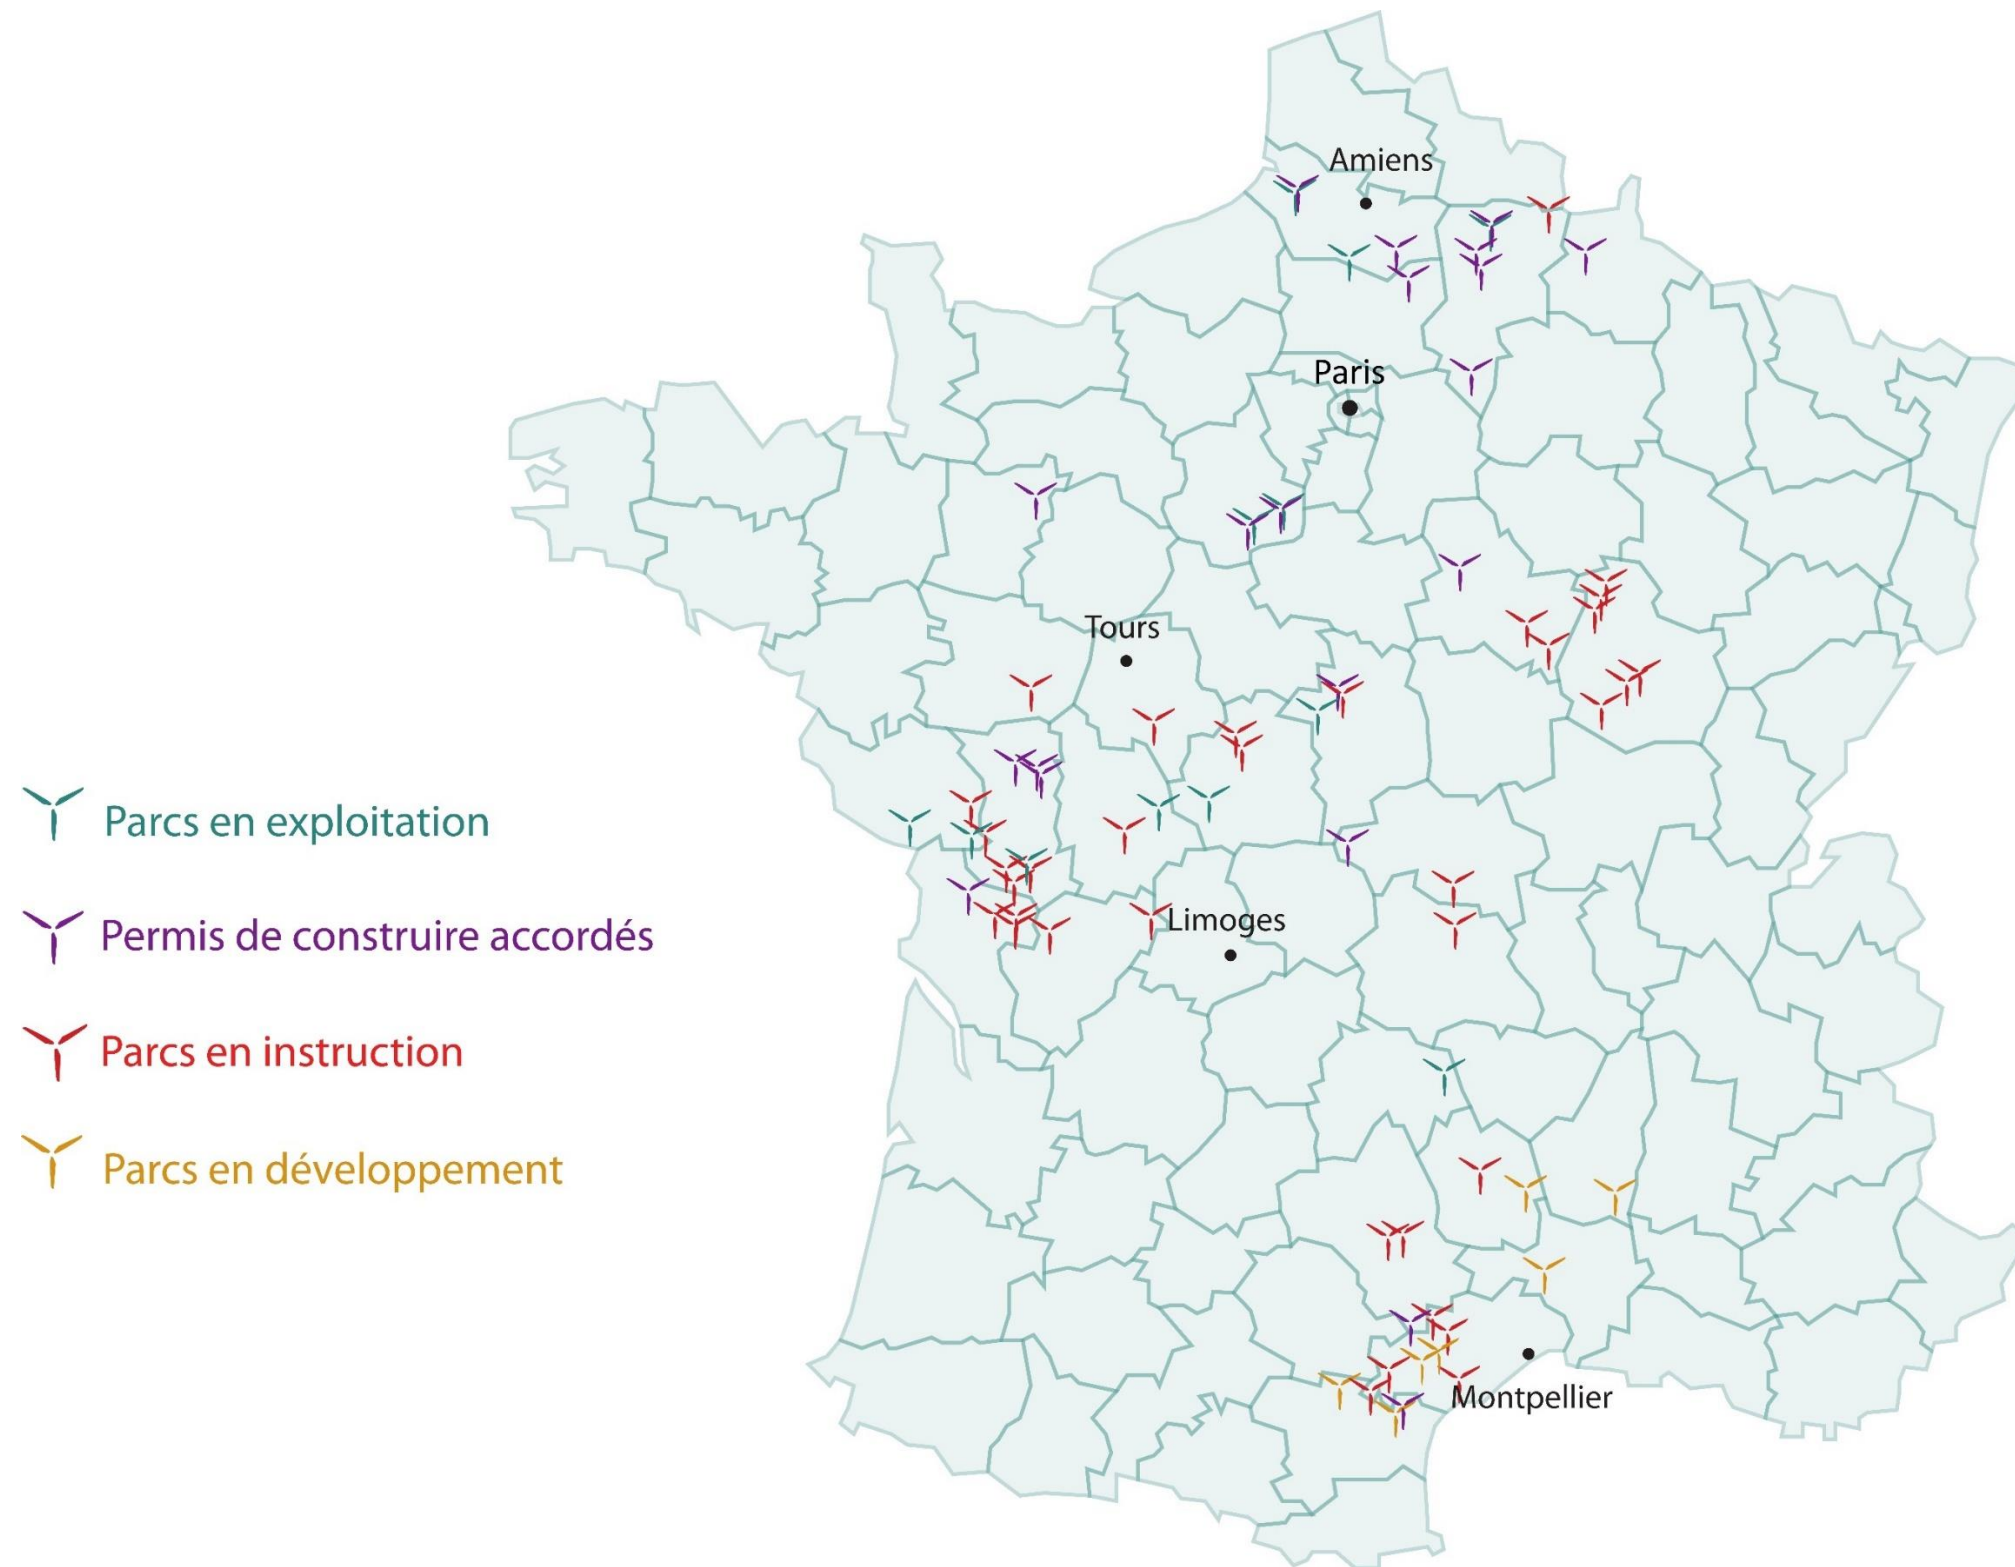 Amiens
Paris
Tours
Parcs en exploitation
Limoges
Permis de construire accordés
Parcs en instruction
Parcs en développement
Montpellier